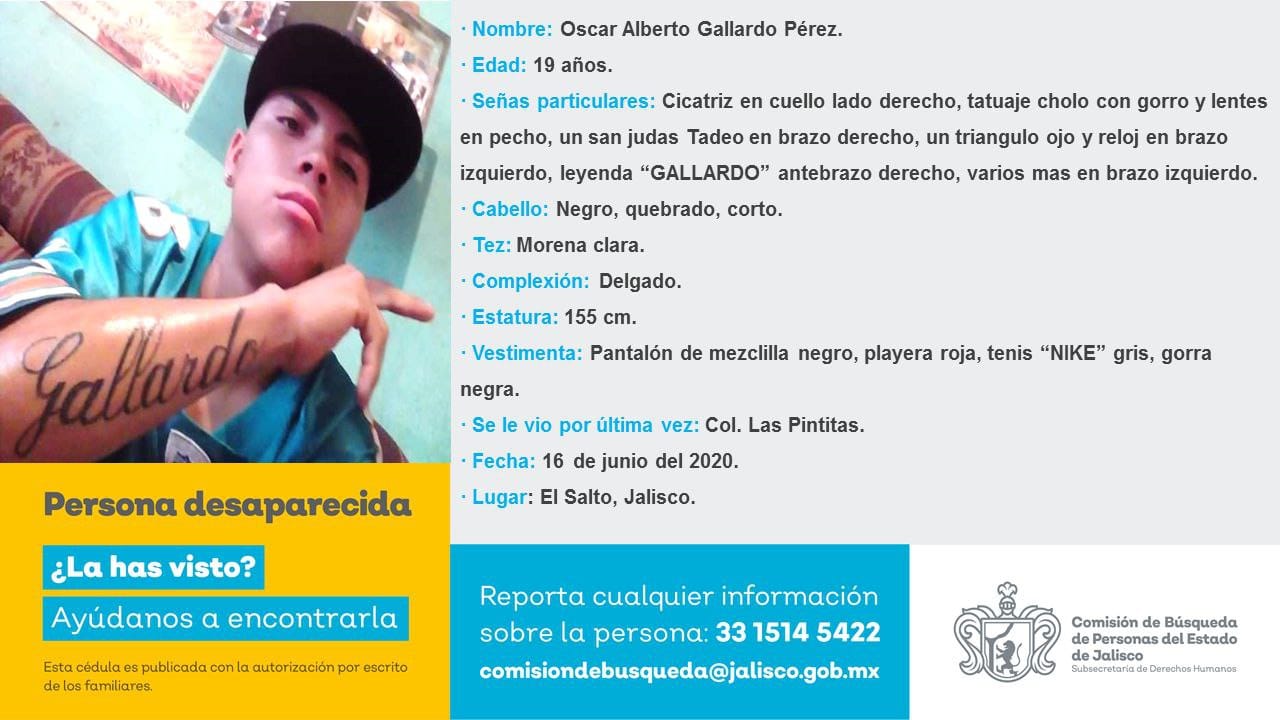 · Nombre: Oscar Alberto Gallardo Pérez.
· Edad: 19 años.
· Señas particulares: Cicatriz en cuello lado derecho, tatuaje cholo con gorro y lentes
en pecho, un san judas Tadeo en brazo derecho, un triangulo ojo y reloj en brazo
izquierdo, leyenda “GALLARDO” antebrazo derecho, varios mas en brazo izquierdo.
· Cabello: Negro, quebrado, corto.
· Tez: Morena clara.
· Complexión: Delgado.
· Estatura: 155 cm.
· Vestimenta: Pantalón de mezclilla negro, playera roja, tenis “NIKE” gris, gorra
negra.
· Se le vio por última vez: Col. Las Pintitas.
· Fecha: 16 de junio del 2020.
· Lugar: El Salto, Jalisco.
Gallardo
Persona desaparecida
¿La has visto?
Ayúdanos a encontrarla
Esta cédula es publicada con la autorización por escrito
de los familiares.
Reporta cualquier información
sobre la persona: 33 1514 5422
comisiondebusqueda@jalisco.gob.mx
Comisión de Búsqueda
de Personas del Estado
de Jalisco
Subsecretaría de Derechos Humanos